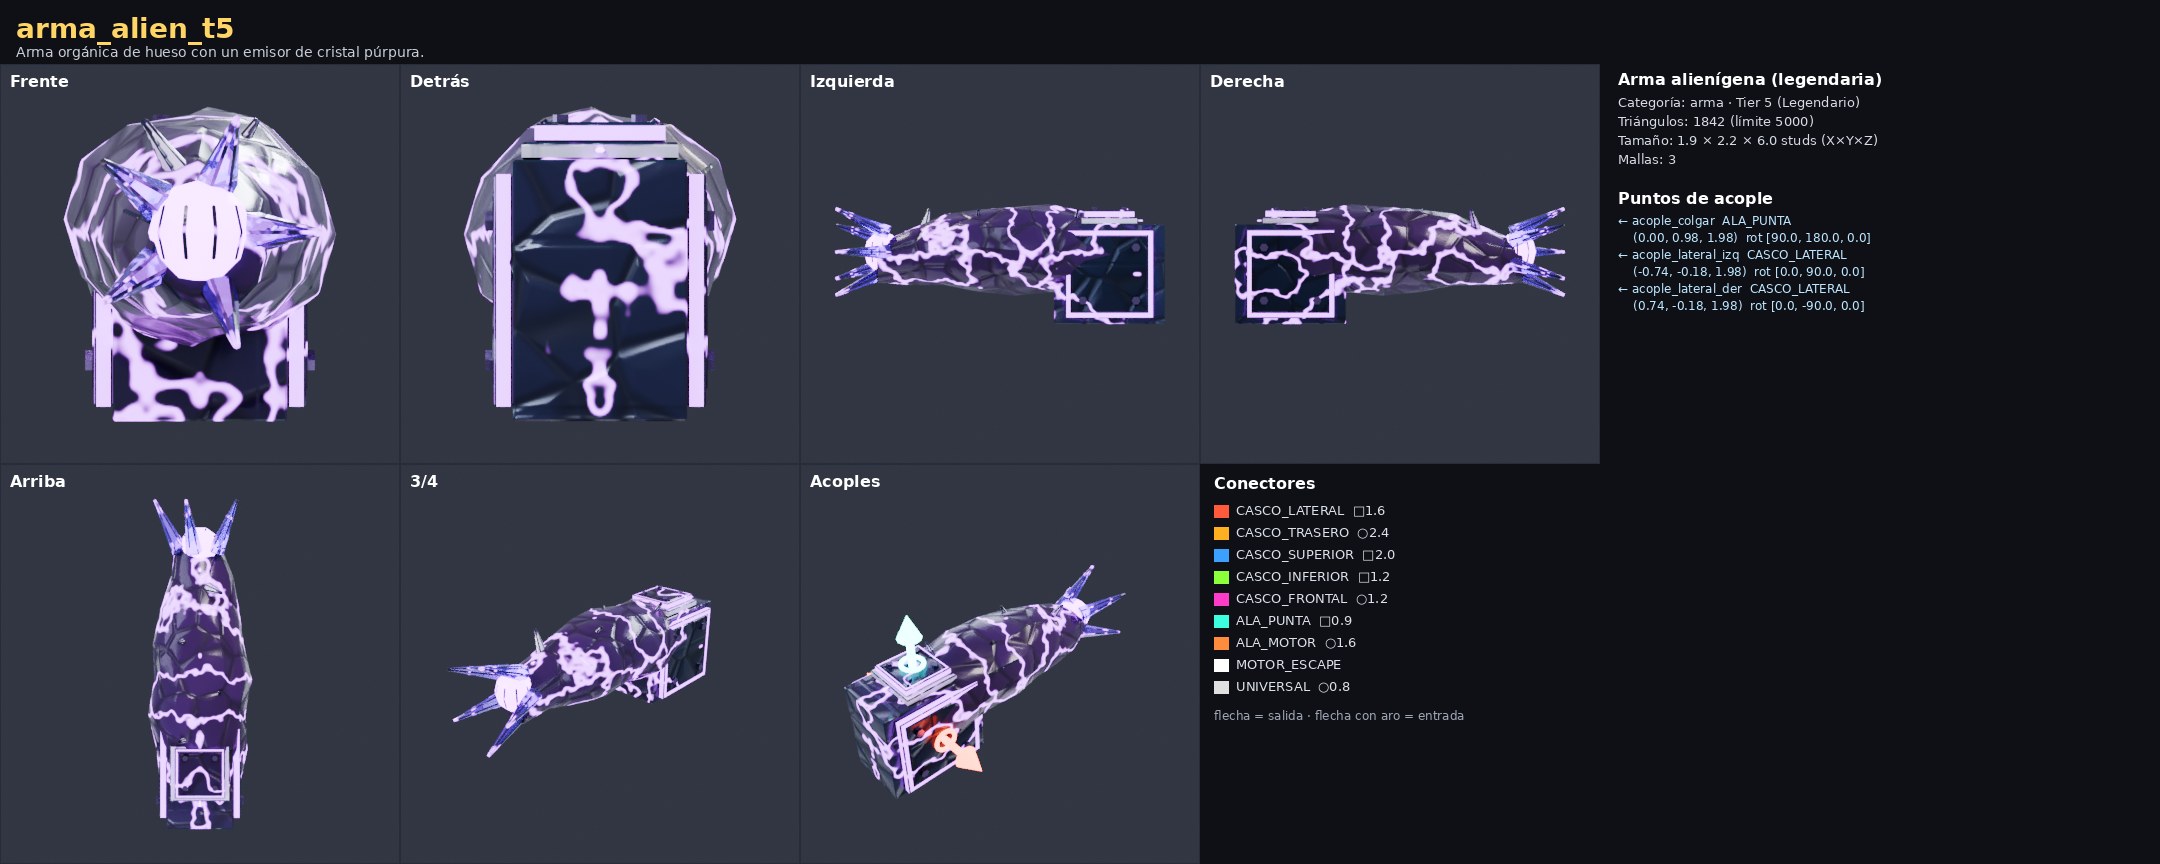 arma_alien_t5
Arma orgánica de hueso con un emisor de cristal púrpura.
Frente
Detrás
Izquierda
Derecha
Arma alienígena (legendaria)
Categoría: arma · Tier 5 (Legendario)
Triángulos: 1842 (límite 5000)
Tamaño: 1.9 × 2.2 × 6.0 studs (X×Y×Z)
Mallas: 3
Puntos de acople
← acople_colgar ALA_PUNTA
(0.00, 0.98, 1.98) rot [90.0, 180.0, 0.0]
← acople_lateral_izq CASCO_LATERAL
(-0.74, -0.18, 1.98) rot [0.0, 90.0, 0.0]
← acople_lateral_der CASCO_LATERAL
(0.74, -0.18, 1.98) rot [0.0, -90.0, 0.0]
Arriba
3/4
Acoples
Conectores
CASCO_LATERAL □1.6
CASCO_TRASERO ○2.4
CASCO_SUPERIOR □2.0
CASCO_INFERIOR □1.2
CASCO_FRONTAL ○1.2
ALA_PUNTA □0.9
ALA_MOTOR ○1.6
MOTOR_ESCAPE
UNIVERSAL ○0.8
flecha = salida · flecha con aro = entrada